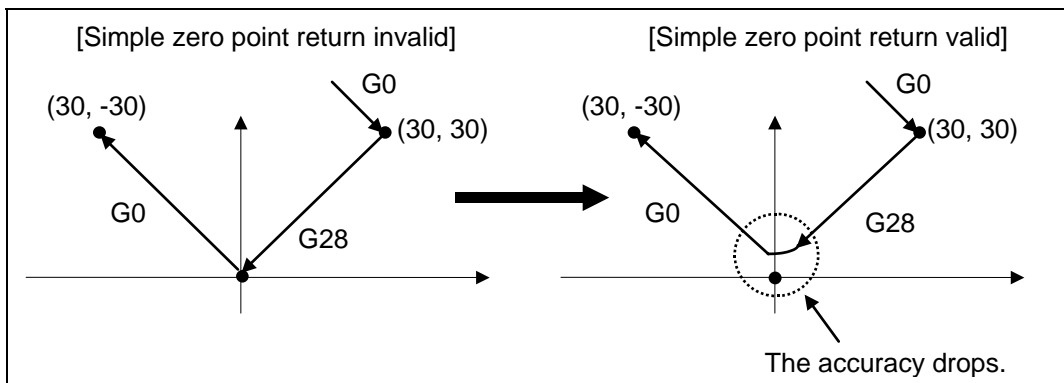 [Simple zero point return invalid]
G0
(30, -30)
(30, 30)
G0
G28
[Simple zero point return valid]
G0
(30, -30)
(30, 30)
G0
G28
The accuracy drops.